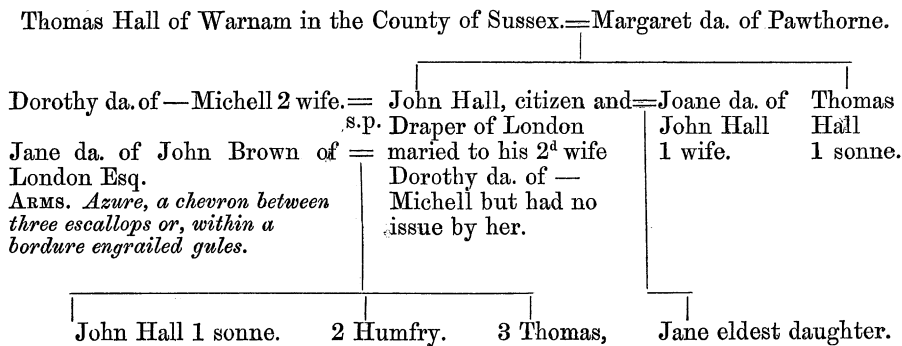 Thomas Hall of Warnam in the County of Sussex.=Margaret da. of Pawthorne.
Dorothy da. of — Michell 2 wife.=
s.p.
Jane da. of John Brown of =
London Esq.
ARMS. Azure, a chevron between
three escallops or, within a
bordure engrailed gules.
John Hall, citizen and=
Draper of London
maried to his 2d wife
Dorothy da. of —
Michell but had no
issue by her.
Joane da. of
John Hall
1 wife.
Thomas
Hall
1 sonne.
John Hall 1 sonne.
2 Humfry.
3 Thomas,
Jane eldest daughter.